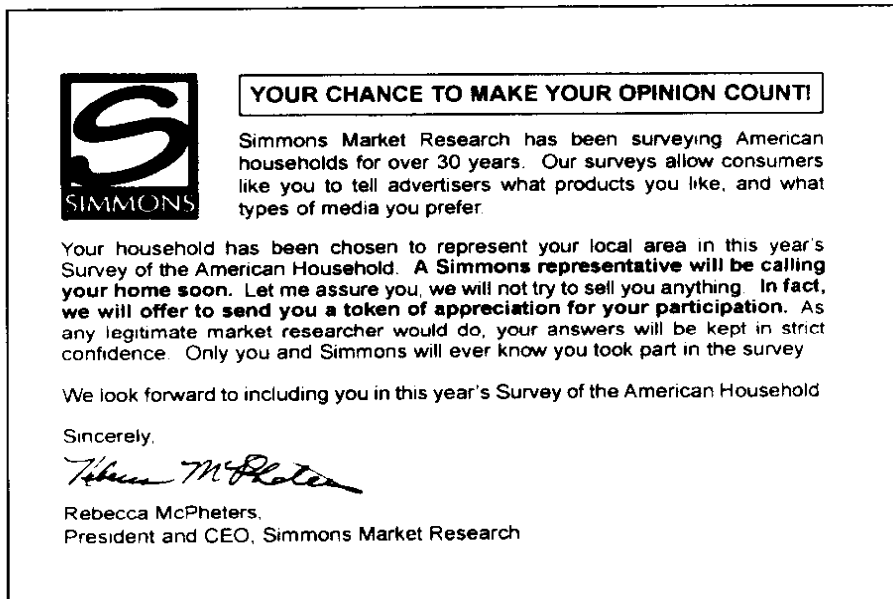 YOUR CHANCE TO MAKE YOUR OPINION COUNT!
Simmons Market Research has been surveying American
households for over 30 years. Our surveys allow consumers
like you to tell advertisers what products you like, and what
types of media you prefer
SIMMONS
Your household has been chosen to represent your local area in this year's
Survey of the American Household. A Simmons representative will be calling
your home soon. Let me assure you, we will not try to sell you anything. In fact,
we will offer to send you a token of appreciation for your participation. As
any legitimate market researcher would do, your answers will be kept in strict
confidence. Only you and Simmons will ever know you took part in the survey
We look forward to including you in this year's Survey of the American Household
Sincerely,
Rebecca McPheters
Rebecca McPheters,
President and CEO, Simmons Market Research